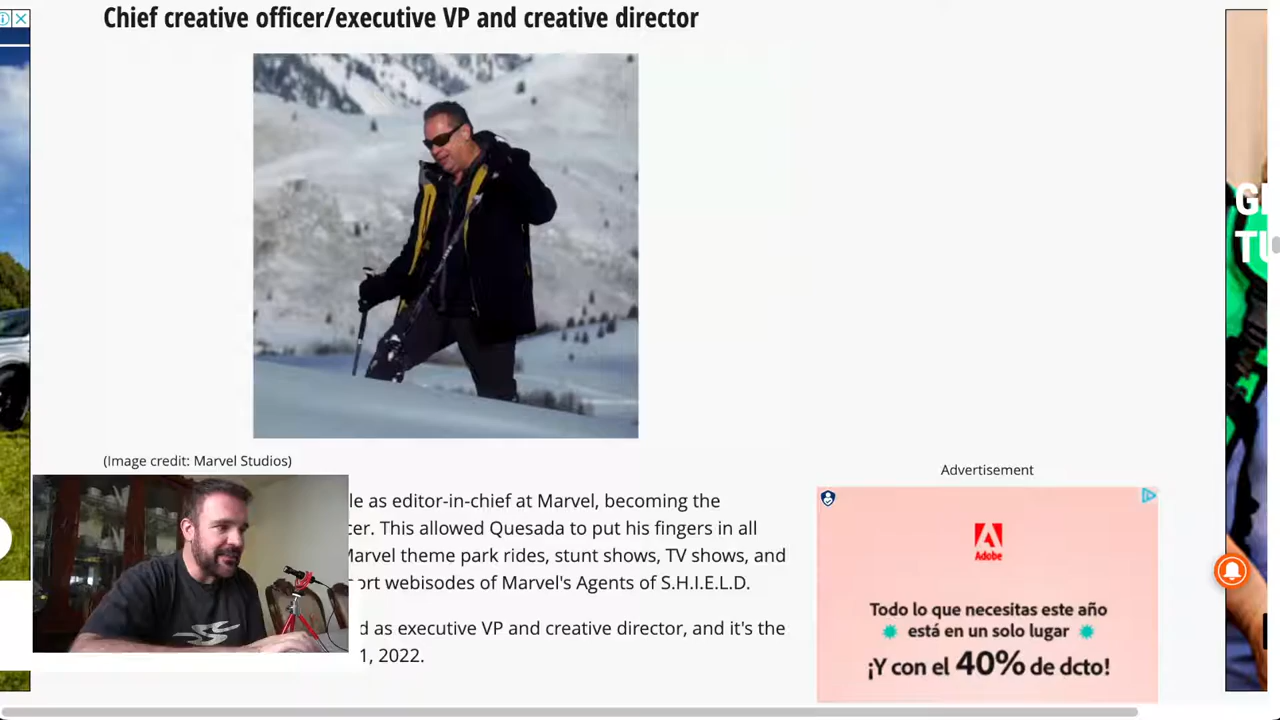 Chief creative officer/executive VP and creative director
(Image credit: Marvel Studios)
le as editor-in-chief at Marvel, becoming the
cer. This allowed Quesada to put his fingers in all
Marvel theme park rides, stunt shows, TV shows, and
ort webisodes of Marvel's Agents of S.H.I.E.L.D.
d as executive VP and creative director, and it's the
1, 2022.
Advertisement
Adobe
Todo lo que necesitas este año
está en un solo lugar
¡Y con el 40% de dcto!